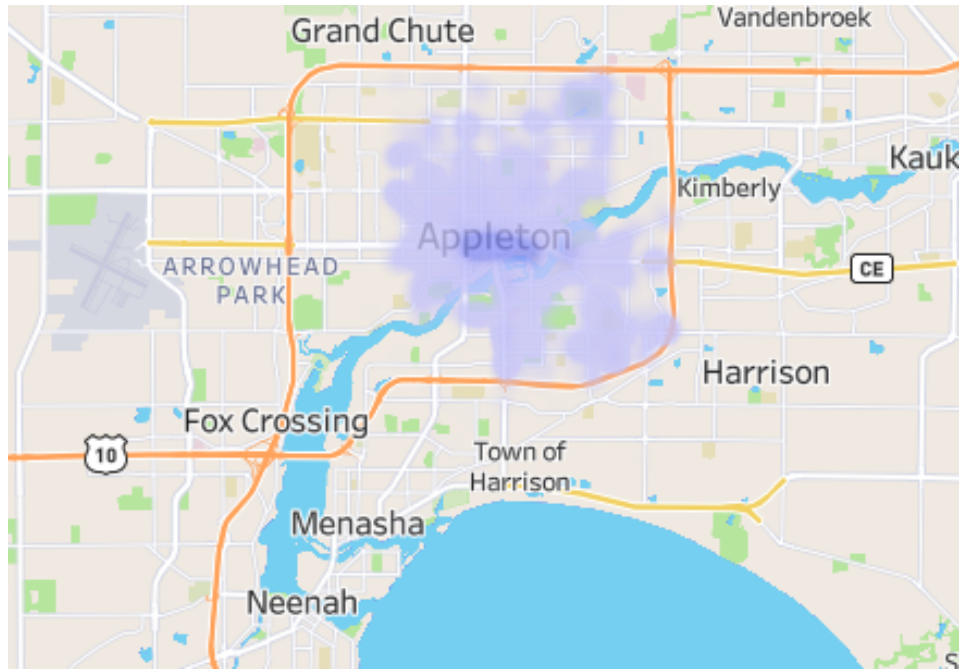 Vandenbroek
Grand Chute
Kauk
Kimberly
Appleton
ARROWHEAD
PARK
CE
Harrison
Fox Crossing
10
Town of
Harrison
Menasha
Neenah
S